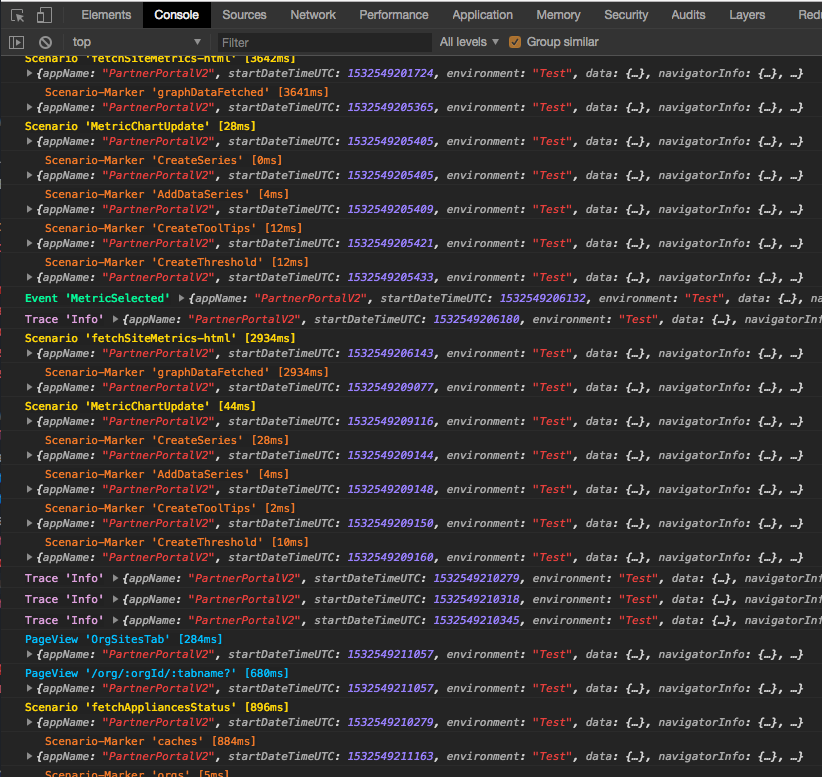 Elements Console Sources Network Performance Application Memory Security Audits Layers Red
top Filter All levels Group similar
Scenario 'fetchSiteMetrics-html' [3642ms]
{appName: "PartnerPortalV2", startDateTimeUTC: 1532549201724, environment: "Test", data: {…}, navigatorInfo: {…}, …}
Scenario-Marker 'graphDataFetched' [3641ms]
{appName: "PartnerPortalV2", startDateTimeUTC: 1532549205365, environment: "Test", data: {…}, navigatorInfo: {…}, …}
Scenario 'MetricChartUpdate' [28ms]
{appName: "PartnerPortalV2", startDateTimeUTC: 1532549205405, environment: "Test", data: {…}, navigatorInfo: {…}, …}
Scenario-Marker 'CreateSeries' [0ms]
{appName: "PartnerPortalV2", startDateTimeUTC: 1532549205405, environment: "Test", data: {…}, navigatorInfo: {…}, …}
Scenario-Marker 'AddDataSeries' [4ms]
{appName: "PartnerPortalV2", startDateTimeUTC: 1532549205409, environment: "Test", data: {…}, navigatorInfo: {…}, …}
Scenario-Marker 'CreateToolTips' [12ms]
{appName: "PartnerPortalV2", startDateTimeUTC: 1532549205421, environment: "Test", data: {…}, navigatorInfo: {…}, …}
Scenario-Marker 'CreateThreshold' [12ms]
{appName: "PartnerPortalV2", startDateTimeUTC: 1532549205433, environment: "Test", data: {…}, navigatorInfo: {…}, …}
Event 'MetricSelected' {appName: "PartnerPortalV2", startDateTimeUTC: 1532549206132, environment: "Test", data: {…}, na
Trace 'Info' {appName: "PartnerPortalV2", startDateTimeUTC: 1532549206180, environment: "Test", data: {…}, navigatorInf
Scenario 'fetchSiteMetrics-html' [2934ms]
{appName: "PartnerPortalV2", startDateTimeUTC: 1532549206143, environment: "Test", data: {…}, navigatorInfo: {…}, …}
Scenario-Marker 'graphDataFetched' [2934ms]
{appName: "PartnerPortalV2", startDateTimeUTC: 1532549209077, environment: "Test", data: {…}, navigatorInfo: {…}, …}
Scenario 'MetricChartUpdate' [44ms]
{appName: "PartnerPortalV2", startDateTimeUTC: 1532549209116, environment: "Test", data: {…}, navigatorInfo: {…}, …}
Scenario-Marker 'CreateSeries' [28ms]
{appName: "PartnerPortalV2", startDateTimeUTC: 1532549209144, environment: "Test", data: {…}, navigatorInfo: {…}, …}
Scenario-Marker 'AddDataSeries' [4ms]
{appName: "PartnerPortalV2", startDateTimeUTC: 1532549209148, environment: "Test", data: {…}, navigatorInfo: {…}, …}
Scenario-Marker 'CreateToolTips' [2ms]
{appName: "PartnerPortalV2", startDateTimeUTC: 1532549209150, environment: "Test", data: {…}, navigatorInfo: {…}, …}
Scenario-Marker 'CreateThreshold' [10ms]
{appName: "PartnerPortalV2", startDateTimeUTC: 1532549209160, environment: "Test", data: {…}, navigatorInfo: {…}, …}
Trace 'Info' {appName: "PartnerPortalV2", startDateTimeUTC: 1532549210279, environment: "Test", data: {…}, navigatorInf
Trace 'Info' {appName: "PartnerPortalV2", startDateTimeUTC: 1532549210318, environment: "Test", data: {…}, navigatorInf
Trace 'Info' {appName: "PartnerPortalV2", startDateTimeUTC: 1532549210345, environment: "Test", data: {…}, navigatorInf
PageView 'OrgSitesTab' [284ms]
{appName: "PartnerPortalV2", startDateTimeUTC: 1532549211057, environment: "Test", data: {…}, navigatorInfo: {…}, …}
PageView '/org/:orgId/:tabname?' [680ms]
{appName: "PartnerPortalV2", startDateTimeUTC: 1532549211057, environment: "Test", data: {…}, navigatorInfo: {…}, …}
Scenario 'fetchAppliancesStatus' [896ms]
{appName: "PartnerPortalV2", startDateTimeUTC: 1532549210279, environment: "Test", data: {…}, navigatorInfo: {…}, …}
Scenario-Marker 'caches' [884ms]
{appName: "PartnerPortalV2", startDateTimeUTC: 1532549211163, environment: "Test", data: {…}, navigatorInfo: {…}, …}
Scenario-Marker 'orgs' [5ms]